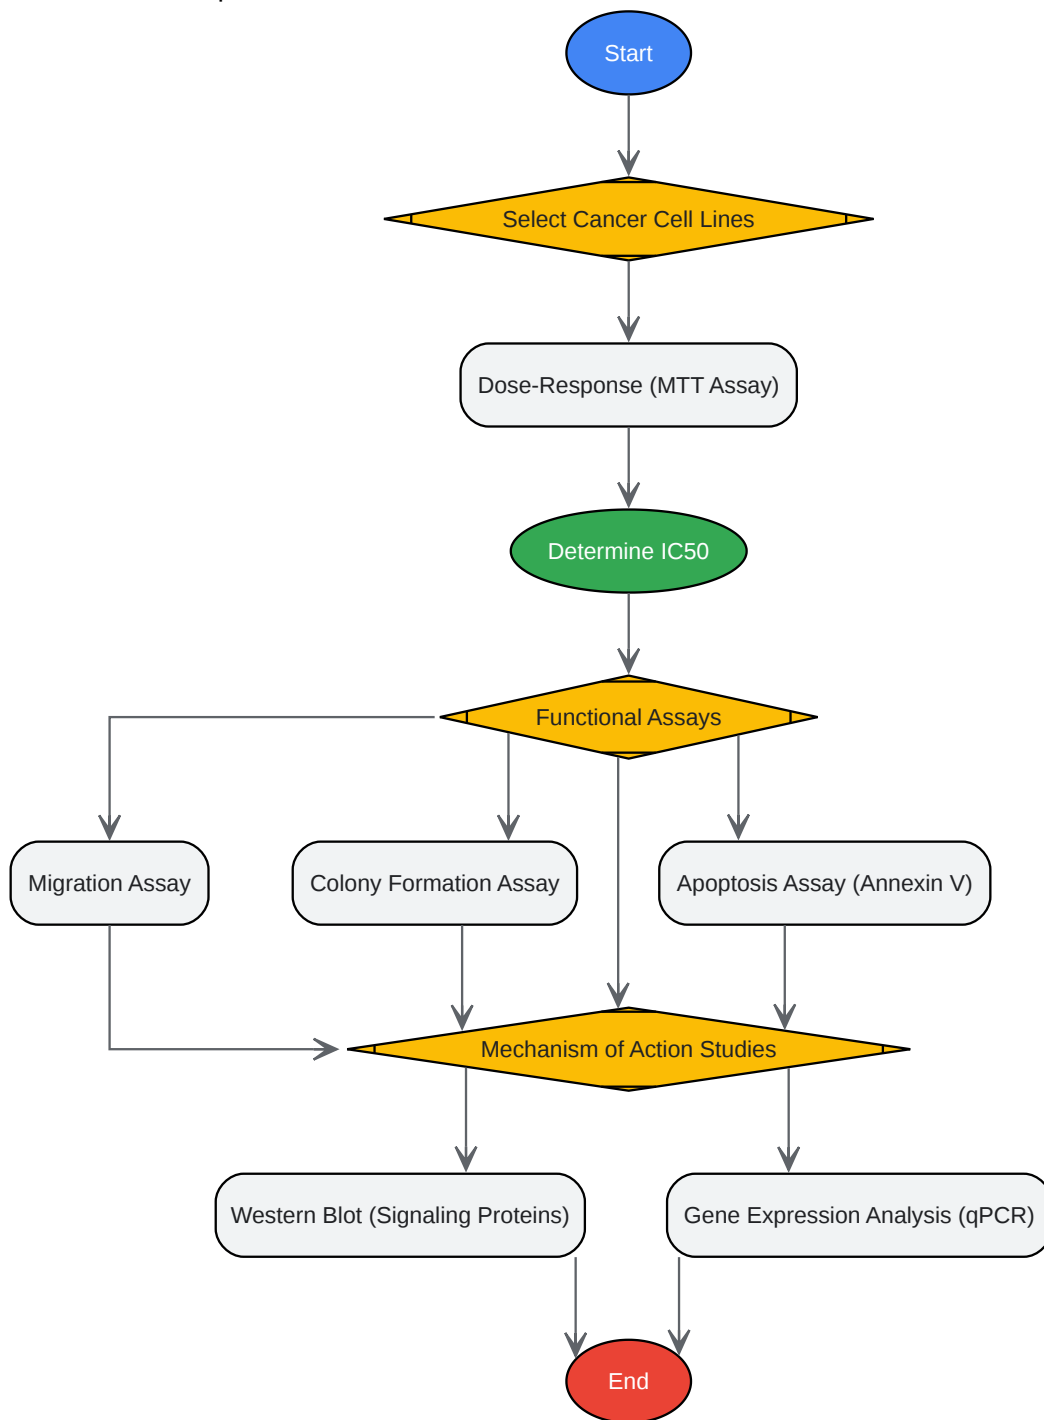 Start
Select Cancer Cell Lines
Dose-Response (MTT Assay)
Determine IC50
Functional Assays
Migration Assay
Colony Formation Assay
Apoptosis Assay (Annexin V)
Mechanism of Action Studies
Western Blot (Signaling Proteins)
Gene Expression Analysis (qPCR)
End